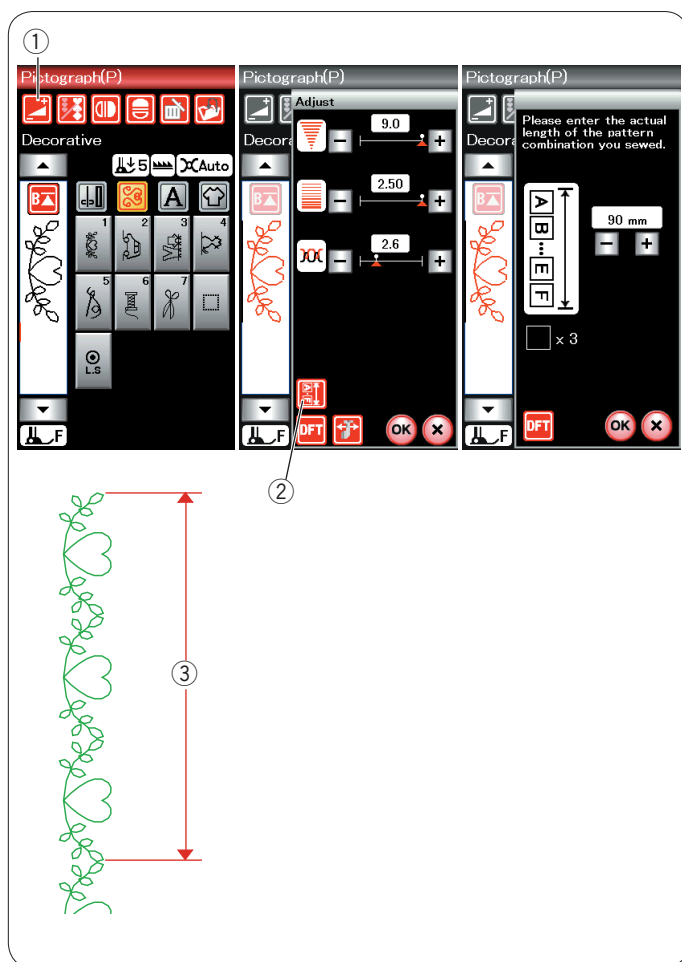 ①
Pictograph(P)
Decorative
5
Auto
B
A
1
2
3
4
5
6
7
L.S
F
Pictograph(P)
Adjust
Decora
9.0
B
2.50
2.6
A~F
DFT
OK
F
②
Pictograph(P)
Please enter the actual
length of the pattern
combination you sewed.
Decora
B
A
B
E
F
90 mm
x 3
DFT
OK
F
③